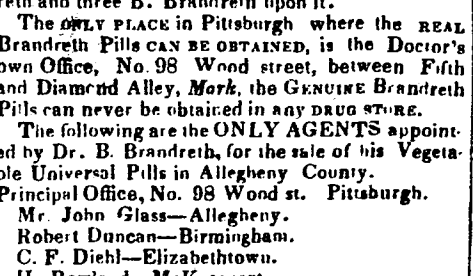 reth and three B. Brandreth upon it.
The ONLY PLACE in Pittsburgh where the REAL
Brandreth Pills CAN BE OBTAINED, is the Doctor's
own Office, No. 98 Wood street, between Fifth
and Diamond Alley, Mark, the GENUINE Brandreth
Pills can never be obtained in any DRUG STORE.
The following are the ONLY AGENTS appoint-
ed by Dr. B. Brandreth, for the sale of his Vegeta-
ble Universal Pills in Allegheny County.
Principal Office, No. 98 Wood st. Pittsburgh.
Mr. John Glass—Allegheny.
Robert Duncan—Birmingham.
C. F. Diehl—Elizabethtown.
H.